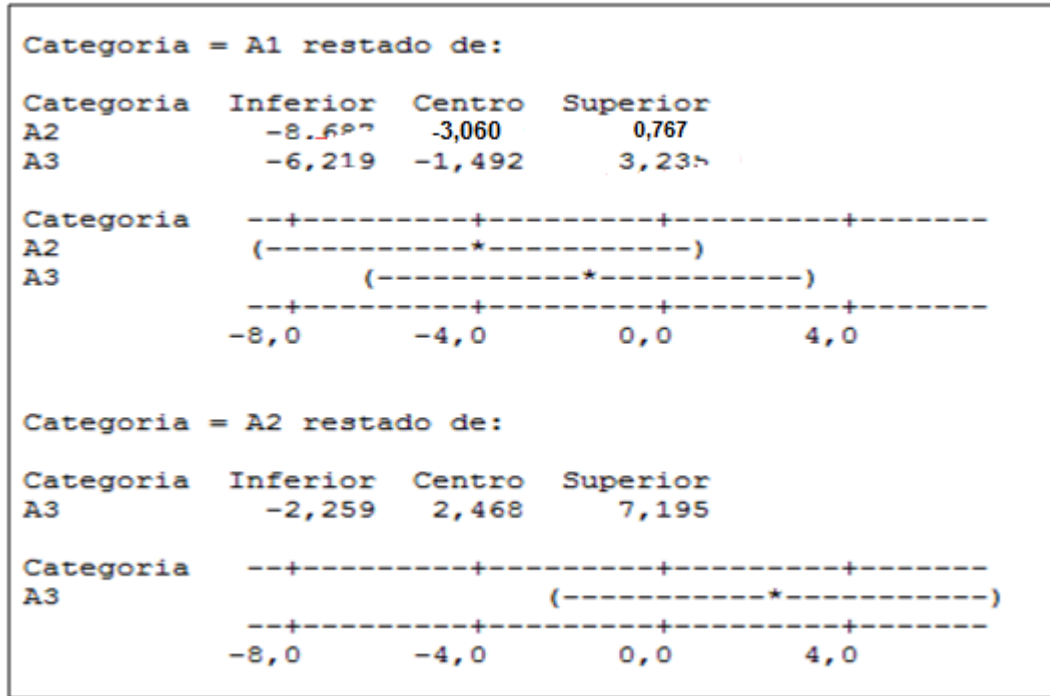 Categoria = A1 restado de:
Categoria Inferior Centro Superior
A2 -3,060 0,767
A3 -6,219 -1,492
Categoria --+---------+---------+---------+-------
A2 (-----------*-----------)
A3 (-----------*-----------)
--+---------+---------+---------+-------
-8,0 -4,0 0,0 4,0
Categoria = A2 restado de:
Categoria Inferior Centro Superior
A3 -2,259 2,468 7,195
Categoria --+---------+---------+---------+-------
A3 (-----------*-----------)
--+---------+---------+---------+-------
-8,0 -4,0 0,0 4,0